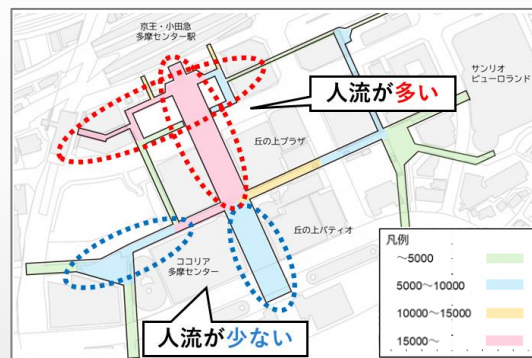 京王・小田急
多摩センター駅
サンリオ
ピューロランド
人流が多い
丘の上プラザ
丘の上パティオ
ココリア
多摩センター
人流が少ない
凡例
～5000
5000～10000
10000～15000
15000～